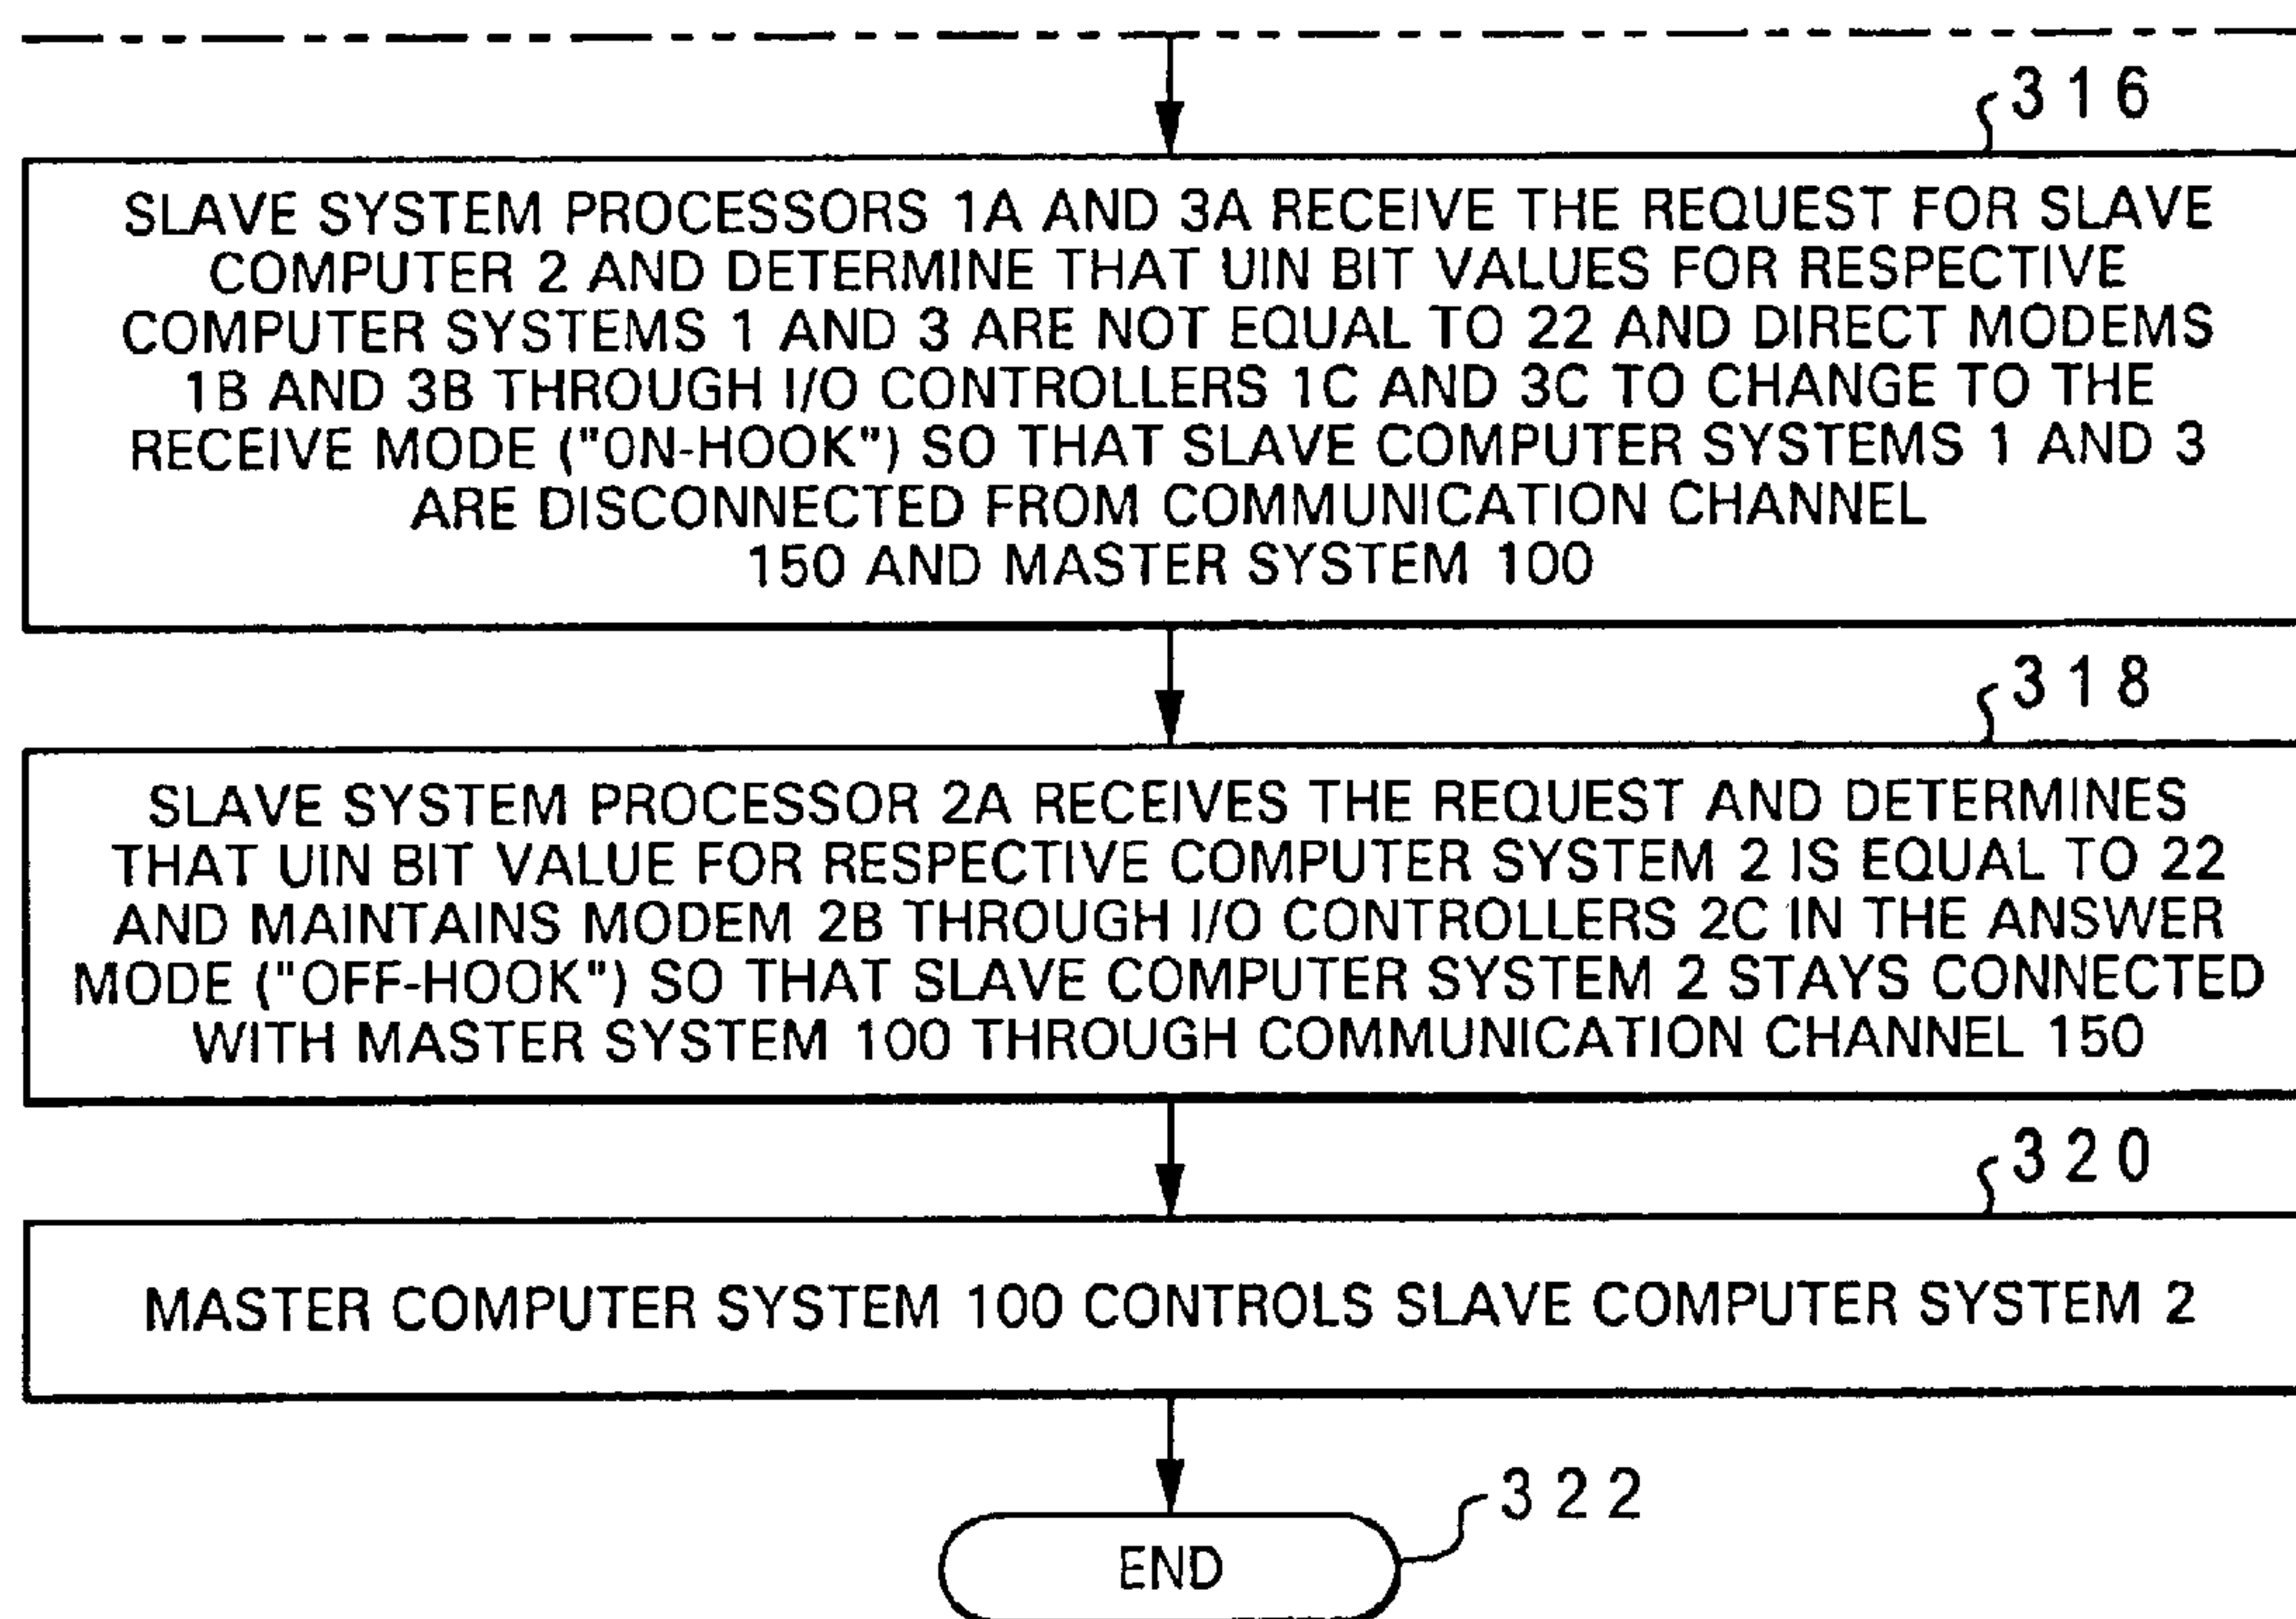 316
SLAVE SYSTEM PROCESSORS 1A AND 3A RECEIVE THE REQUEST FOR SLAVE
COMPUTER 2 AND DETERMINE THAT UIN BIT VALUES FOR RESPECTIVE
COMPUTER SYSTEMS 1 AND 3 ARE NOT EQUAL TO 22 AND DIRECT MODEMS
1B AND 3B THROUGH I/O CONTROLLERS 1C AND 3C TO CHANGE TO THE
RECEIVE MODE ("ON-HOOK") SO THAT SLAVE COMPUTER SYSTEMS 1 AND 3
ARE DISCONNECTED FROM COMMUNICATION CHANNEL
150 AND MASTER SYSTEM 100
318
SLAVE SYSTEM PROCESSOR 2A RECEIVES THE REQUEST AND DETERMINES
THAT UIN BIT VALUE FOR RESPECTIVE COMPUTER SYSTEM 2 IS EQUAL TO 22
AND MAINTAINS MODEM 2B THROUGH I/O CONTROLLERS 2C IN THE ANSWER
MODE ("OFF-HOOK") SO THAT SLAVE COMPUTER SYSTEM 2 STAYS CONNECTED
WITH MASTER SYSTEM 100 THROUGH COMMUNICATION CHANNEL 150
320
MASTER COMPUTER SYSTEM 100 CONTROLS SLAVE COMPUTER SYSTEM 2
322
END